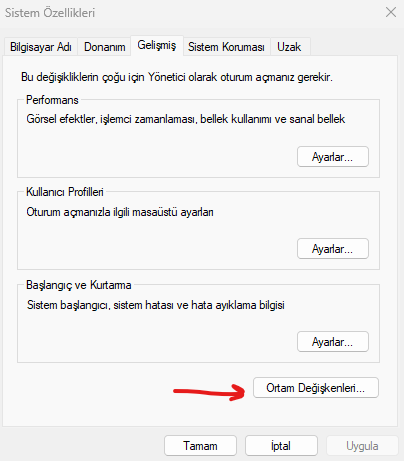 Sistem Özellikleri
Bilgisayar Adı Donanım Gelişmiş Sistem Koruması Uzak
Bu değişikliklerin çoğu için Yönetici olarak oturum açmanız gerekir.
Performans
Görsel efektler, işlemci zamanlaması, bellek kullanımı ve sanal bellek
Ayarlar...
Kullanıcı Profilleri
Oturum açmanızla ilgili masaüstü ayarları
Ayarlar...
Başlangıç ve Kurtarma
Sistem başlangıcı, sistem hatası ve hata ayıklama bilgisi
Ayarlar...
Ortam Değişkenleri...
Tamam İptal Uygula